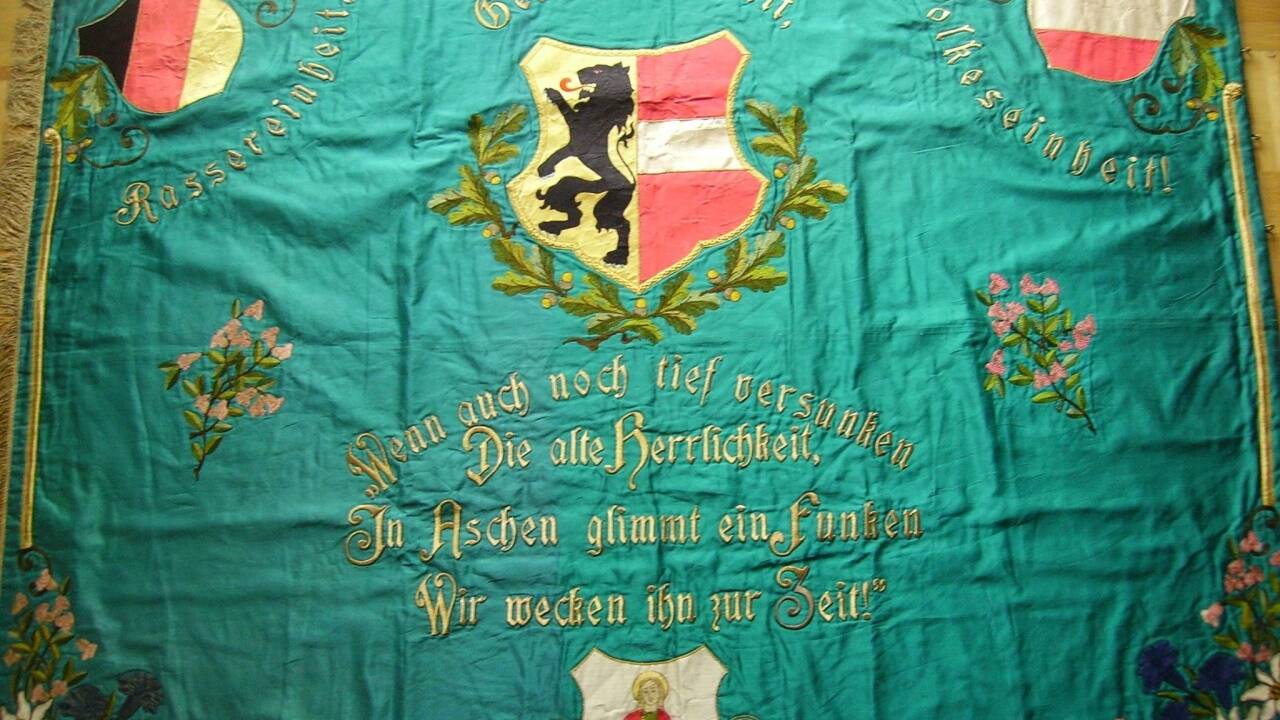 Rassereinheit,
olkeseinheit!
„Wenn auch noch tief versunken
Die alte Herrlichkeit,
In Aschen glimmt ein Funken
Wir wecken ihn zur Zeit!“